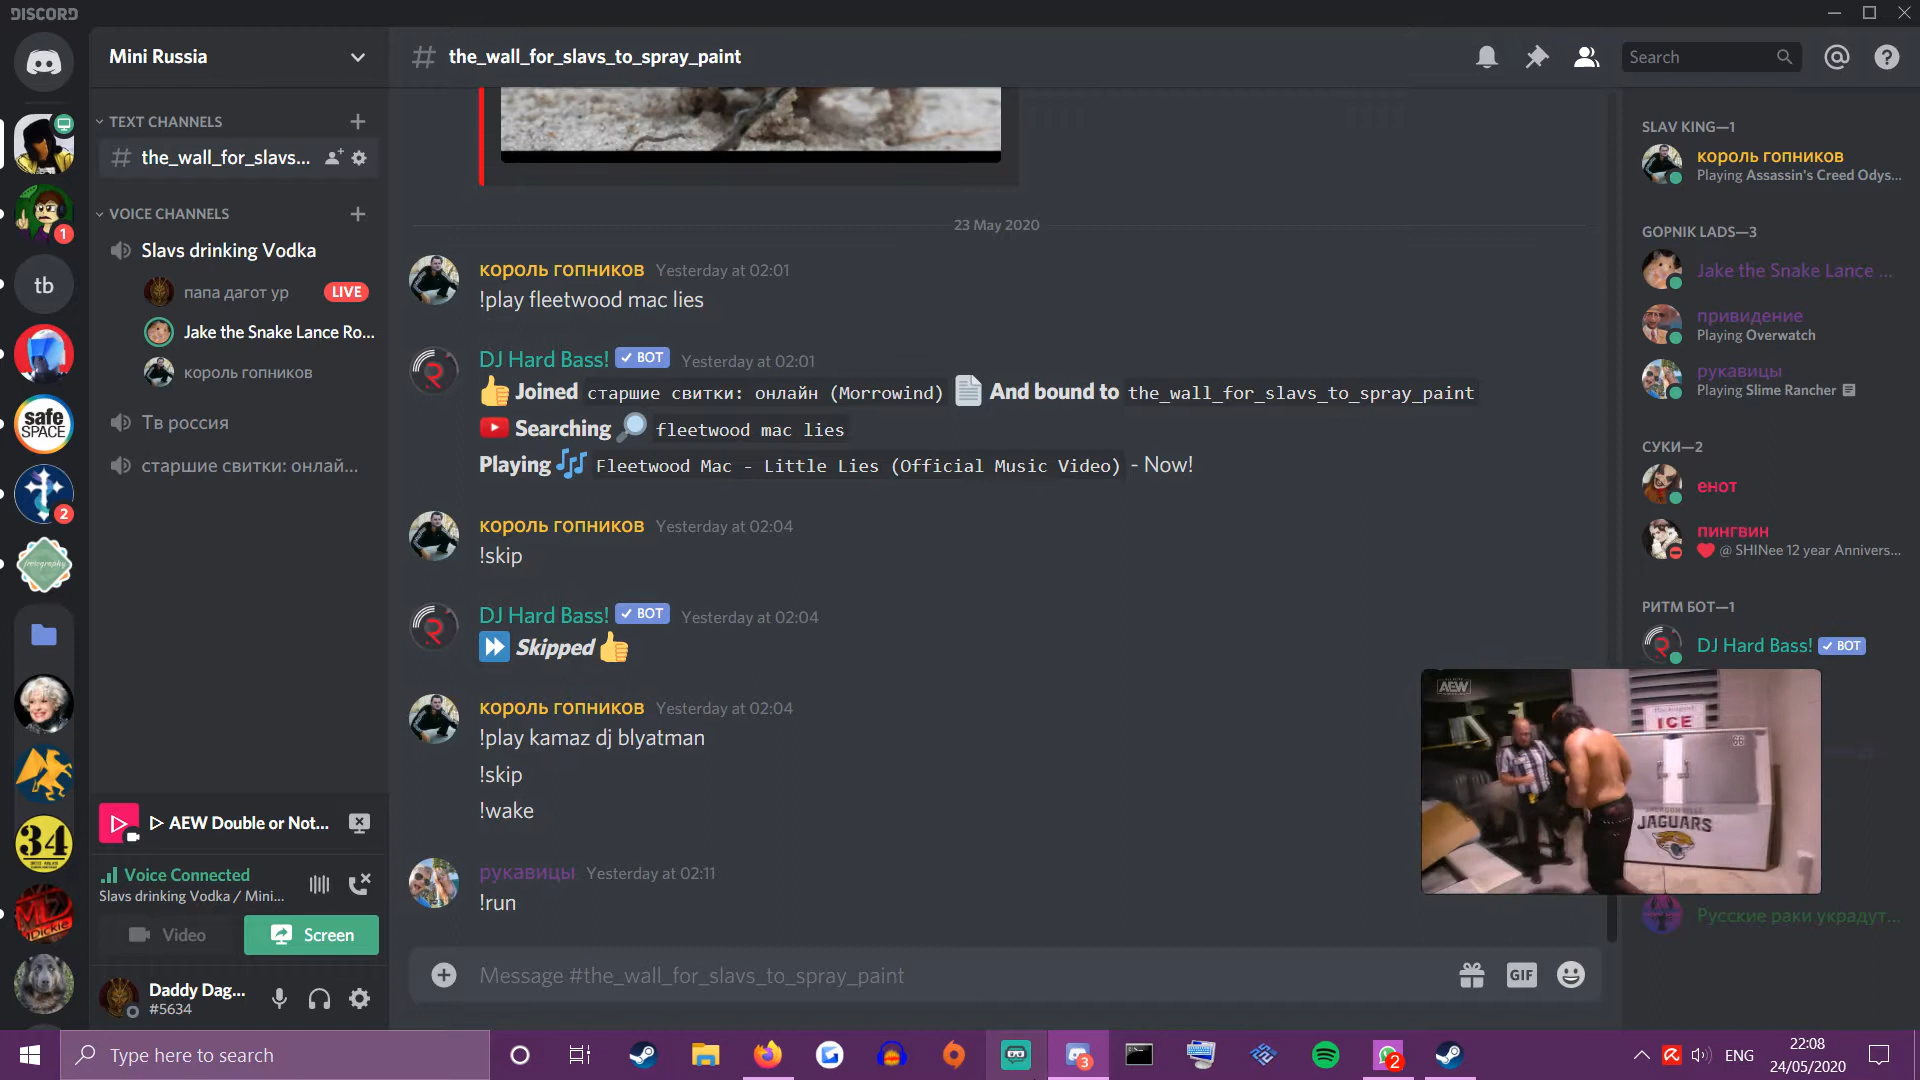 DISCORD
Mini Russia
# the_wall_for_slavs_to_spray_paint
Search
TEXT CHANNELS
# the_wall_for_slavs...
VOICE CHANNELS
Slavs drinking Vodka
папа дагот ур LIVE
Jake the Snake Lance Ro...
король гопников
Тв россия
старшие свитки: онлай...
1
tb
safe
SPACE
2
34
23 May 2020
король гопников Yesterday at 02:01
!play fleetwood mac lies
DJ Hard Bass! BOT Yesterday at 02:01
Joined старшие свитки: онлайн (Morrowind) And bound to the_wall_for_slavs_to_spray_paint
Searching fleetwood mac lies
Playing Fleetwood Mac - Little Lies (Official Music Video) - Now!
король гопников Yesterday at 02:04
!skip
DJ Hard Bass! BOT Yesterday at 02:04
Skipped
король гопников Yesterday at 02:04
!play kamaz dj blyatman
!skip
!wake
рукавицы Yesterday at 02:11
!run
Message #the_wall_for_slavs_to_spray_paint
GIF
SLAV KING—1
король гопников
Playing Assassin's Creed Odys...
GOPNIK LADS—3
Jake the Snake Lance ...
привидение
Playing Overwatch
рукавицы
Playing Slime Rancher
СУКИ—2
енот
пингвин
@ SHINee 12 year Annivers...
РИТМ БОТ—1
DJ Hard Bass! BOT
AEW
ICE
JACKSONVILLE
JAGUARS
Русские раки украдут...
AEW Double or Not...
Voice Connected
Slavs drinking Vodka / Mini...
Video
Screen
Daddy Dag...
#5634
Type here to search
3
2
ENG
22:08
24/05/2020